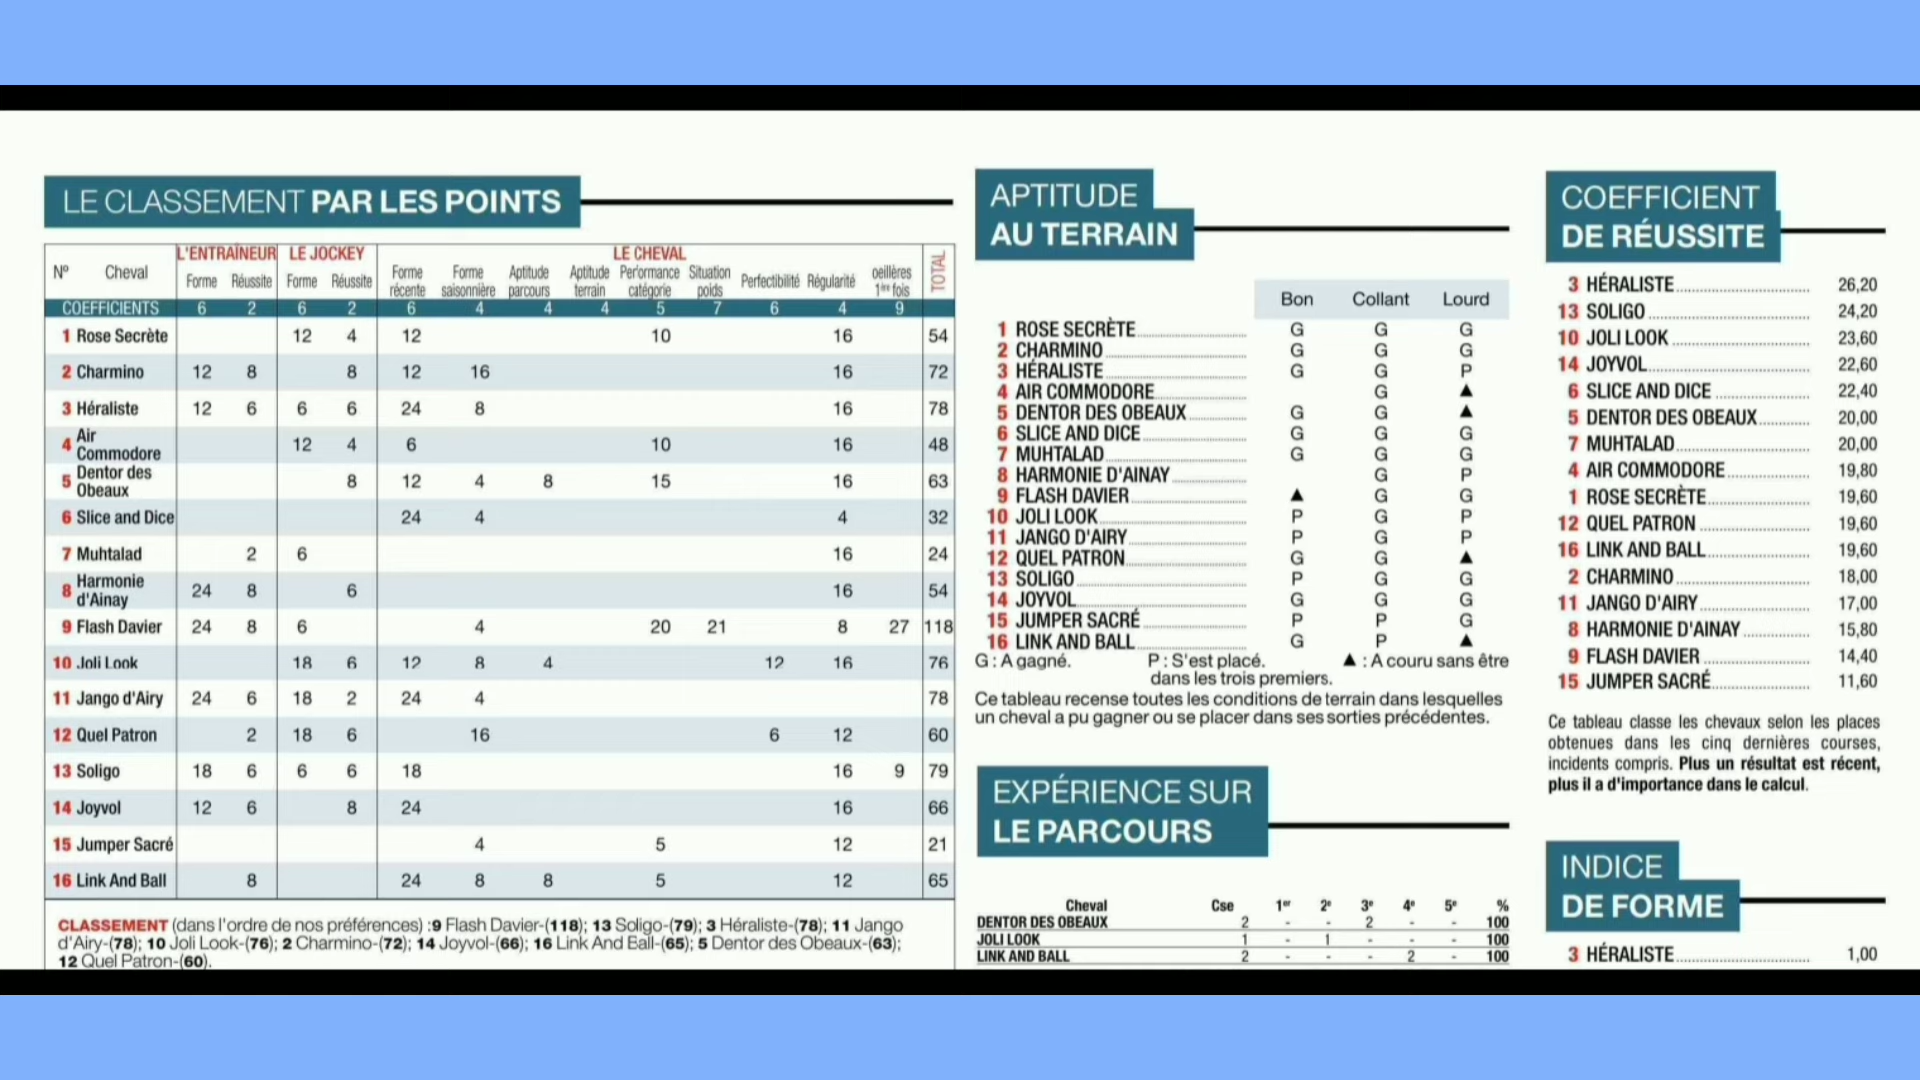 LE CLASSEMENT PAR LES POINTS
L'ENTRAÎNEUR LE JOCKEY LE CHEVAL TOTAL
Nº Cheval Forme Réussite Forme Réussite Forme récente Forme saisonnière Aptitude parcours Aptitude terrain Performance catégorie Situation poids Perfectibilité Régularité oeillères 1ère fois
COEFFICIENTS 6 2 6 2 6 4 4 4 5 7 6 4 9
1 Rose Secrète 12 4 12 10 16 54
2 Charmino 12 8 8 12 16 16 72
3 Héraliste 12 6 6 6 24 8 16 78
4 Air Commodore 12 4 6 10 16 48
5 Dentor des Obeaux 8 12 4 8 15 16 63
6 Slice and Dice 24 4 4 32
7 Muhtalad 2 6 16 24
8 Harmonie d'Ainay 24 8 6 16 54
9 Flash Davier 24 8 6 4 20 21 8 27 118
10 Joli Look 18 6 12 8 4 12 16 76
11 Jango d'Airy 24 6 18 2 24 4 78
12 Quel Patron 2 18 6 16 6 12 60
13 Soligo 18 6 6 6 18 16 9 79
14 Joyvol 12 6 8 24 16 66
15 Jumper Sacré 4 5 12 21
16 Link And Ball 8 24 8 8 5 12 65
CLASSEMENT (dans l'ordre de nos préférences) :9 Flash Davier-(118); 13 Soligo-(79); 3 Héraliste-(78); 11 Jango
d'Airy-(78); 10 Joli Look-(76); 2 Charmino-(72); 14 Joyvol-(66); 16 Link And Ball-(65); 5 Dentor des Obeaux-(63);
12 Quel Patron-(60).
APTITUDE
AU TERRAIN
Bon Collant Lourd
1 ROSE SECRÈTE G G G
2 CHARMINO G G G
3 HÉRALISTE G G P
4 AIR COMMODORE G ▲
5 DENTOR DES OBEAUX G G ▲
6 SLICE AND DICE G G G
7 MUHTALAD G G G
8 HARMONIE D'AINAY G P
9 FLASH DAVIER ▲ G G
10 JOLI LOOK P G P
11 JANGO D'AIRY P G P
12 QUEL PATRON G G ▲
13 SOLIGO P G G
14 JOYVOL G G G
15 JUMPER SACRÉ P P G
16 LINK AND BALL G P ▲
G : A gagné. P : S'est placé. ▲ : A couru sans être
dans les trois premiers.
Ce tableau recense toutes les conditions de terrain dans lesquelles
un cheval a pu gagner ou se placer dans ses sorties précédentes.
EXPÉRIENCE SUR
LE PARCOURS
Cheval Cse 1er 2e 3e 4e 5e %
DENTOR DES OBEAUX 2 - - 2 - - 100
JOLI LOOK 1 - 1 - - - 100
LINK AND BALL 2 - - - 2 - 100
COEFFICIENT
DE RÉUSSITE
3 HÉRALISTE 26,20
13 SOLIGO 24,20
10 JOLI LOOK 23,60
14 JOYVOL 22,60
6 SLICE AND DICE 22,40
5 DENTOR DES OBEAUX 20,00
7 MUHTALAD 20,00
4 AIR COMMODORE 19,80
1 ROSE SECRÈTE 19,60
12 QUEL PATRON 19,60
16 LINK AND BALL 19,60
2 CHARMINO 18,00
11 JANGO D'AIRY 17,00
8 HARMONIE D'AINAY 15,80
9 FLASH DAVIER 14,40
15 JUMPER SACRÉ 11,60
Ce tableau classe les chevaux selon les places
obtenues dans les cinq dernières courses,
incidents compris. Plus un résultat est récent,
plus il a d'importance dans le calcul.
INDICE
DE FORME
3 HÉRALISTE 1,00